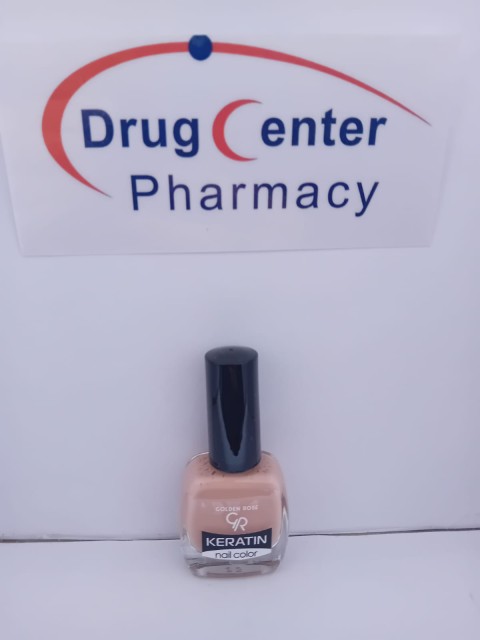 Drug Center
Pharmacy
GOLDEN ROSE
GR
KERATIN
nail color